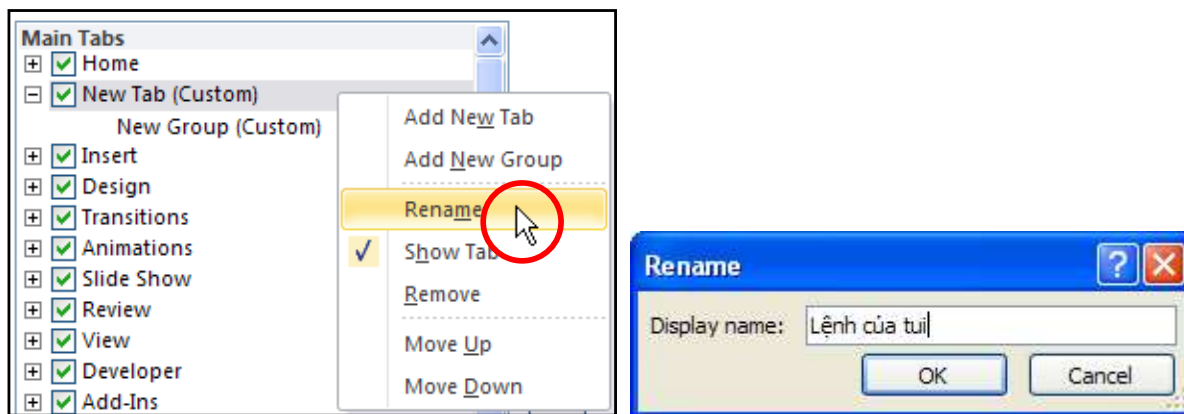 Main Tabs
Home
New Tab (Custom)
New Group (Custom)
Insert
Design
Transitions
Animations
Slide Show
Review
View
Developer
Add-Ins
Add New Tab
Add New Group
Rename
Show Tab
Remove
Move Up
Move Down
Rename
Display name: Lệnh của tui
OK Cancel